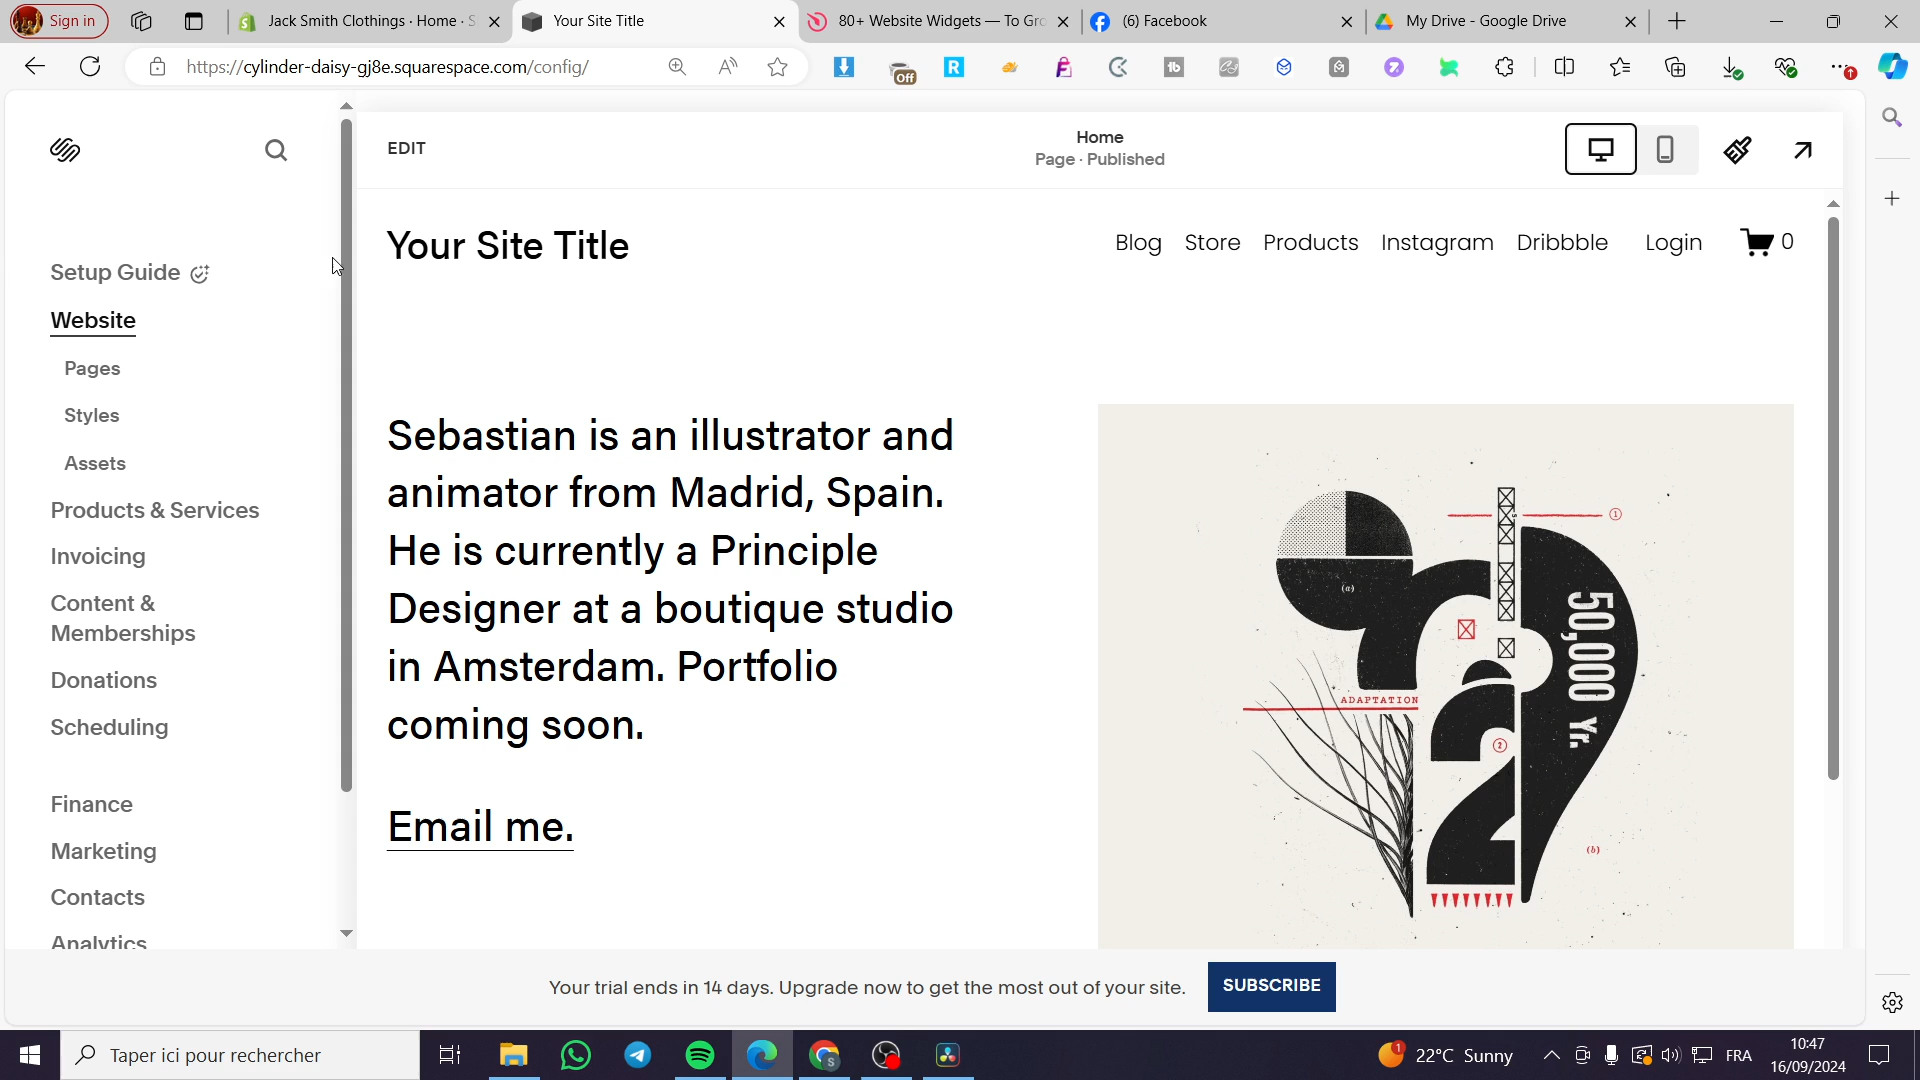 Sign in
Jack Smith Clothings · Home · S
Your Site Title
80+ Website Widgets — To Gro
(6) Facebook
My Drive - Google Drive
https://cylinder-daisy-gj8e.squarespace.com/config/
Off
EDIT
Home
Page · Published
Setup Guide
Website
Pages
Styles
Assets
Products & Services
Invoicing
Content &
Memberships
Donations
Scheduling
Finance
Marketing
Contacts
Analytics
Your Site Title
Blog
Store
Products
Instagram
Dribbble
Login
0
Sebastian is an illustrator and
animator from Madrid, Spain.
He is currently a Principle
Designer at a boutique studio
in Amsterdam. Portfolio
coming soon.
Email me.
1
(a)
50,000 Yr.
ADAPTATION
2
2
(b)
Your trial ends in 14 days. Upgrade now to get the most out of your site.
SUBSCRIBE
Taper ici pour rechercher
1
22°C Sunny
FRA
10:47
16/09/2024